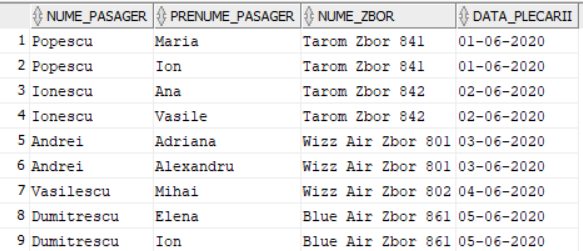 NUME_PASAGER PRENUME_PASAGER NUME_ZBOR DATA_PLECARII
1 Popescu Maria Tarom Zbor 841 01-06-2020
2 Popescu Ion Tarom Zbor 841 01-06-2020
3 Ionescu Ana Tarom Zbor 842 02-06-2020
4 Ionescu Vasile Tarom Zbor 842 02-06-2020
5 Andrei Adriana Wizz Air Zbor 801 03-06-2020
6 Andrei Alexandru Wizz Air Zbor 801 03-06-2020
7 Vasilescu Mihai Wizz Air Zbor 802 04-06-2020
8 Dumitrescu Elena Blue Air Zbor 861 05-06-2020
9 Dumitrescu Ion Blue Air Zbor 861 05-06-2020